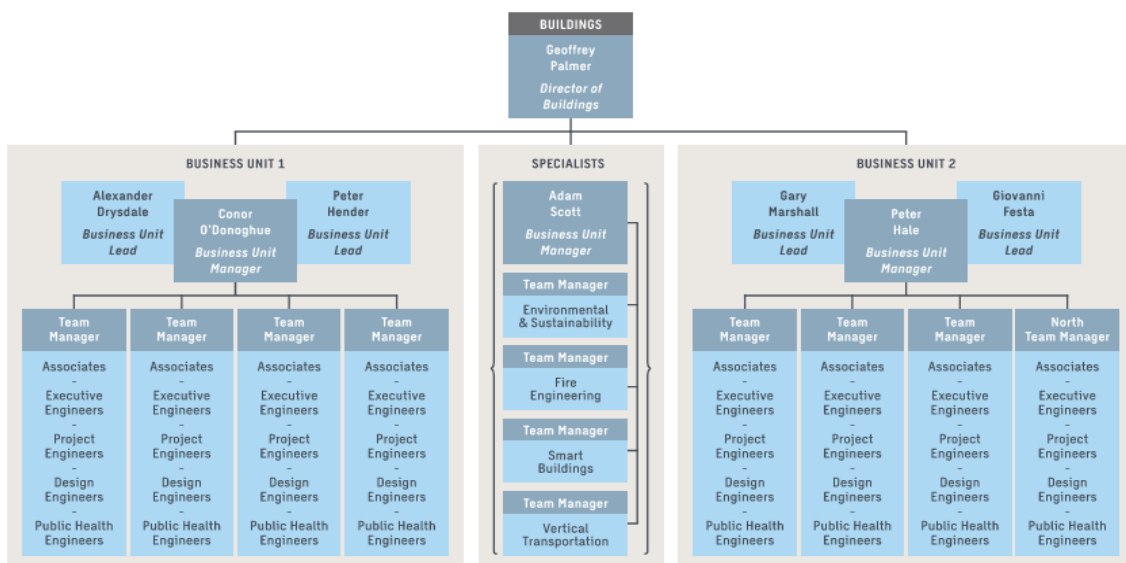 BUILDINGS
Geoffrey
Palmer
Director of
Buildings
BUSINESS UNIT 1
Alexander
Drysdale
Business Unit
Lead
Conor
O'Donoghue
Business Unit
Manager
Peter
Hender
Business Unit
Lead
Team
Manager
Associates
-
Executive
Engineers
-
Project
Engineers
-
Design
Engineers
-
Public Health
Engineers
Team
Manager
Associates
-
Executive
Engineers
-
Project
Engineers
-
Design
Engineers
-
Public Health
Engineers
Team
Manager
Associates
-
Executive
Engineers
-
Project
Engineers
-
Design
Engineers
-
Public Health
Engineers
Team
Manager
Associates
-
Executive
Engineers
-
Project
Engineers
-
Design
Engineers
-
Public Health
Engineers
SPECIALISTS
Adam
Scott
Business Unit
Manager
Team Manager
Environmental
& Sustainability
Team Manager
Fire
Engineering
Team Manager
Smart
Buildings
Team Manager
Vertical
Transportation
BUSINESS UNIT 2
Gary
Marshall
Business Unit
Lead
Peter
Hale
Business Unit
Manager
Giovanni
Festa
Business Unit
Lead
Team
Manager
Associates
-
Executive
Engineers
-
Project
Engineers
-
Design
Engineers
-
Public Health
Engineers
Team
Manager
Associates
-
Executive
Engineers
-
Project
Engineers
-
Design
Engineers
-
Public Health
Engineers
Team
Manager
Associates
-
Executive
Engineers
-
Project
Engineers
-
Design
Engineers
-
Public Health
Engineers
North
Team Manager
Associates
-
Executive
Engineers
-
Project
Engineers
-
Design
Engineers
-
Public Health
Engineers